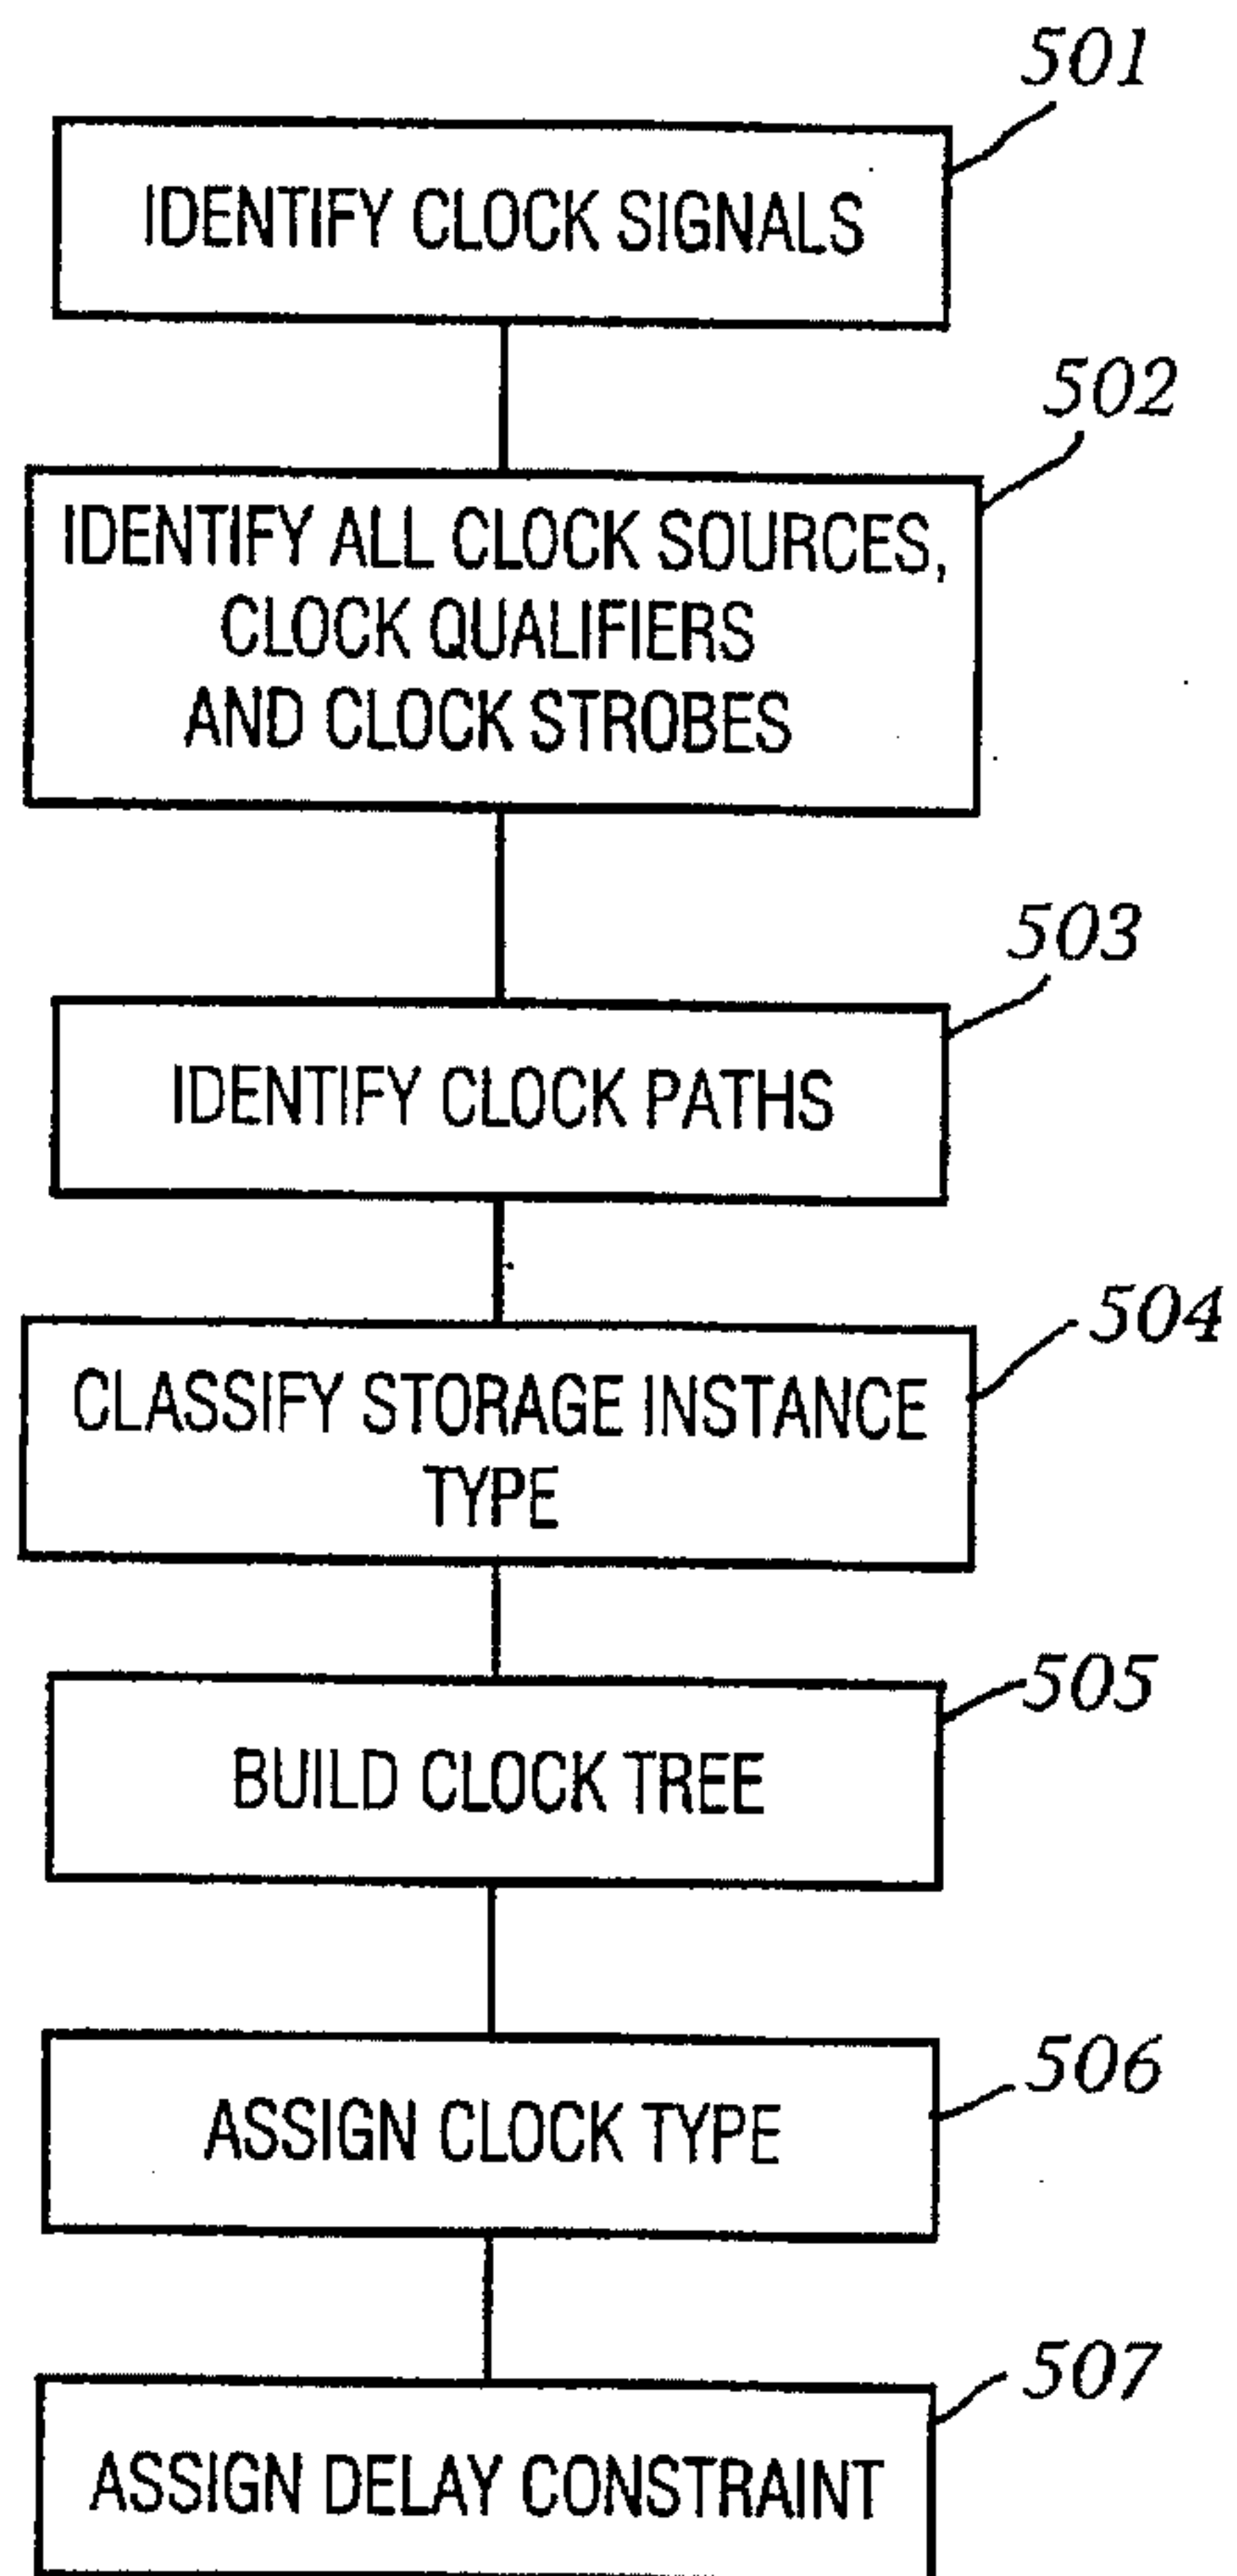 501
IDENTIFY CLOCK SIGNALS
502
IDENTIFY ALL CLOCK SOURCES,
CLOCK QUALIFIERS
AND CLOCK STROBES
503
IDENTIFY CLOCK PATHS
504
CLASSIFY STORAGE INSTANCE
TYPE
505
BUILD CLOCK TREE
506
ASSIGN CLOCK TYPE
507
ASSIGN DELAY CONSTRAINT